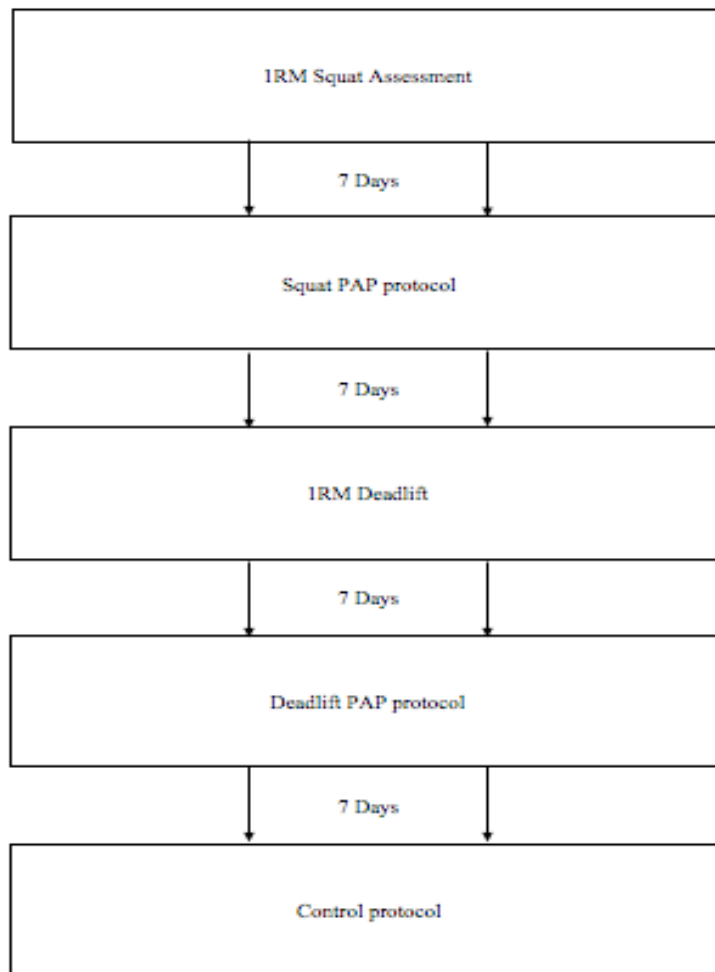 1RM Squat Assessment
7 Days
Squat PAP protocol
7 Days
1RM Deadlift
7 Days
Deadlift PAP protocol
7 Days
Control protocol